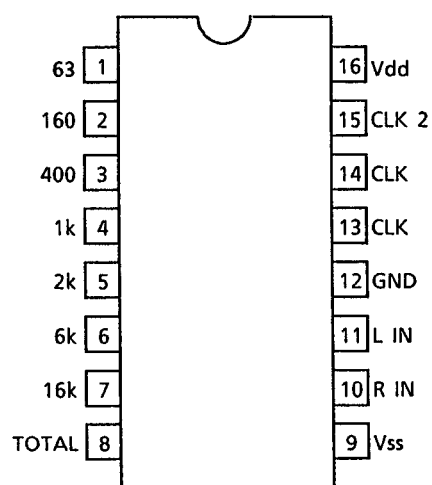 63 1 16 Vdd
160 2 15 CLK 2
400 3 14 CLK
1k 4 13 CLK
2k 5 12 GND
6k 6 11 L IN
16k 7 10 R IN
TOTAL 8 9 Vss